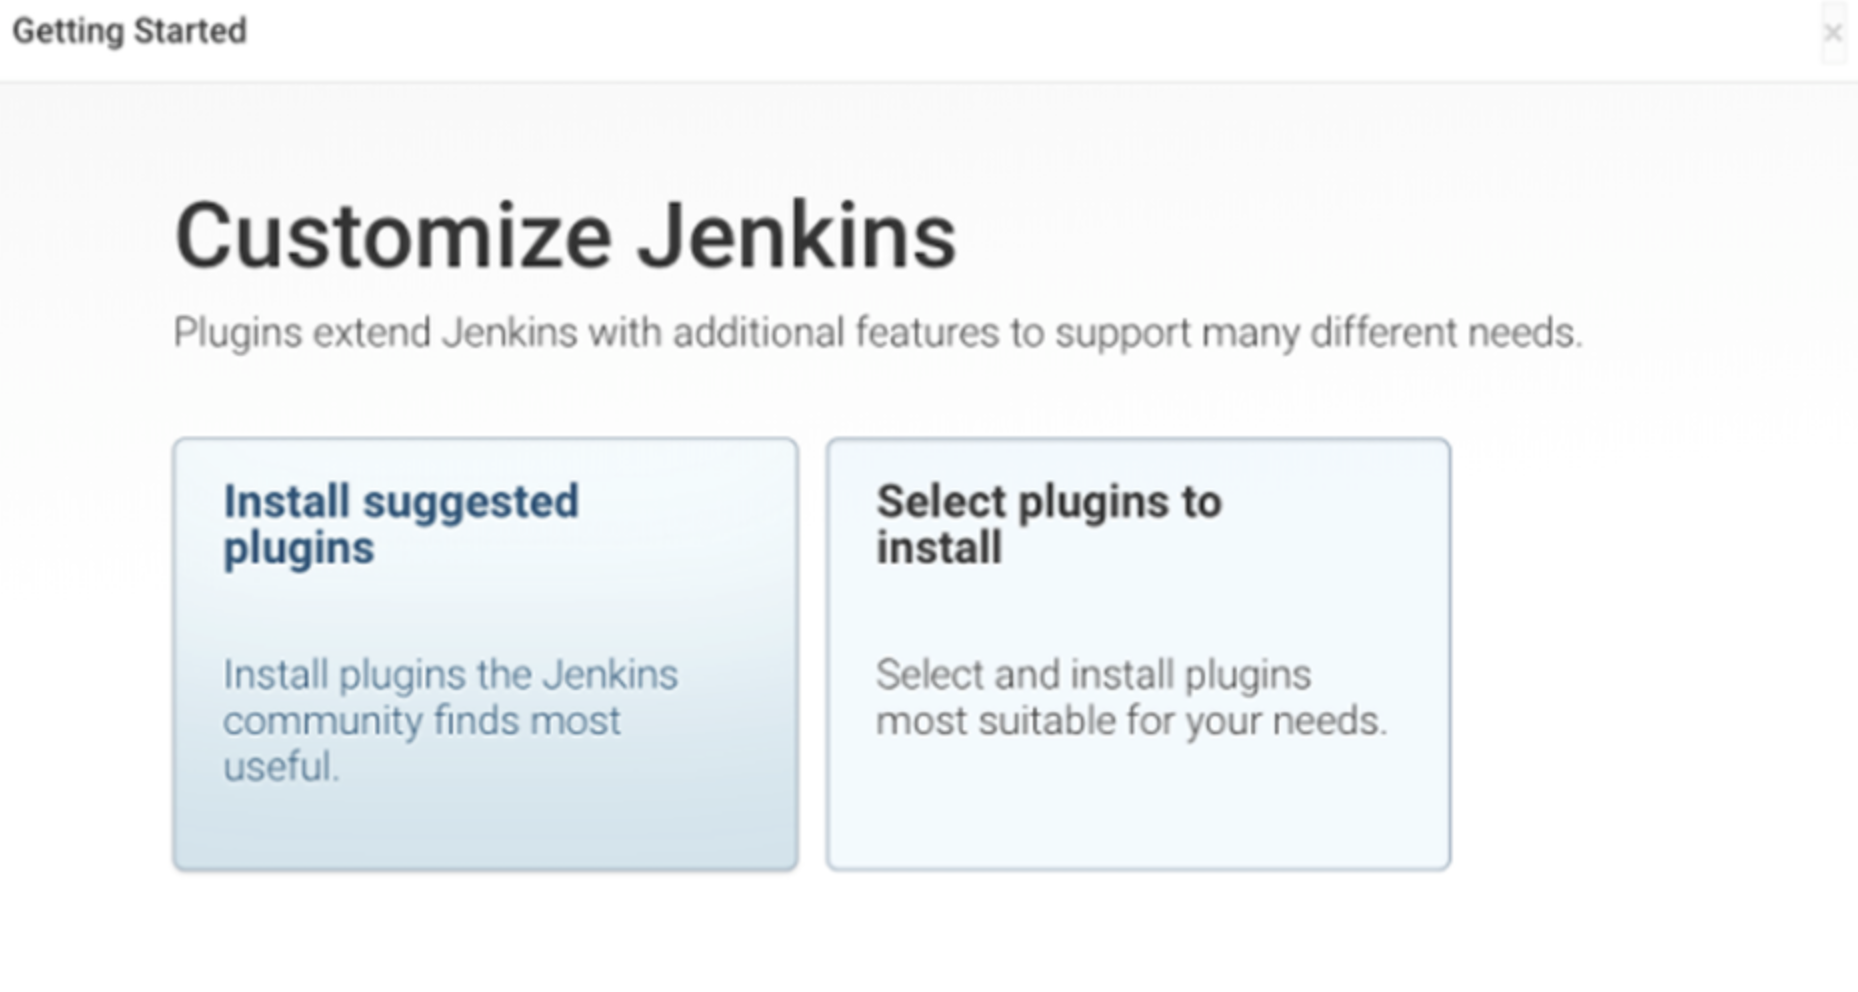 Getting Started
×
Customize Jenkins
Plugins extend Jenkins with additional features to support many different needs.
Install suggested
plugins
Install plugins the Jenkins
community finds most
useful.
Select plugins to
install
Select and install plugins
most suitable for your needs.